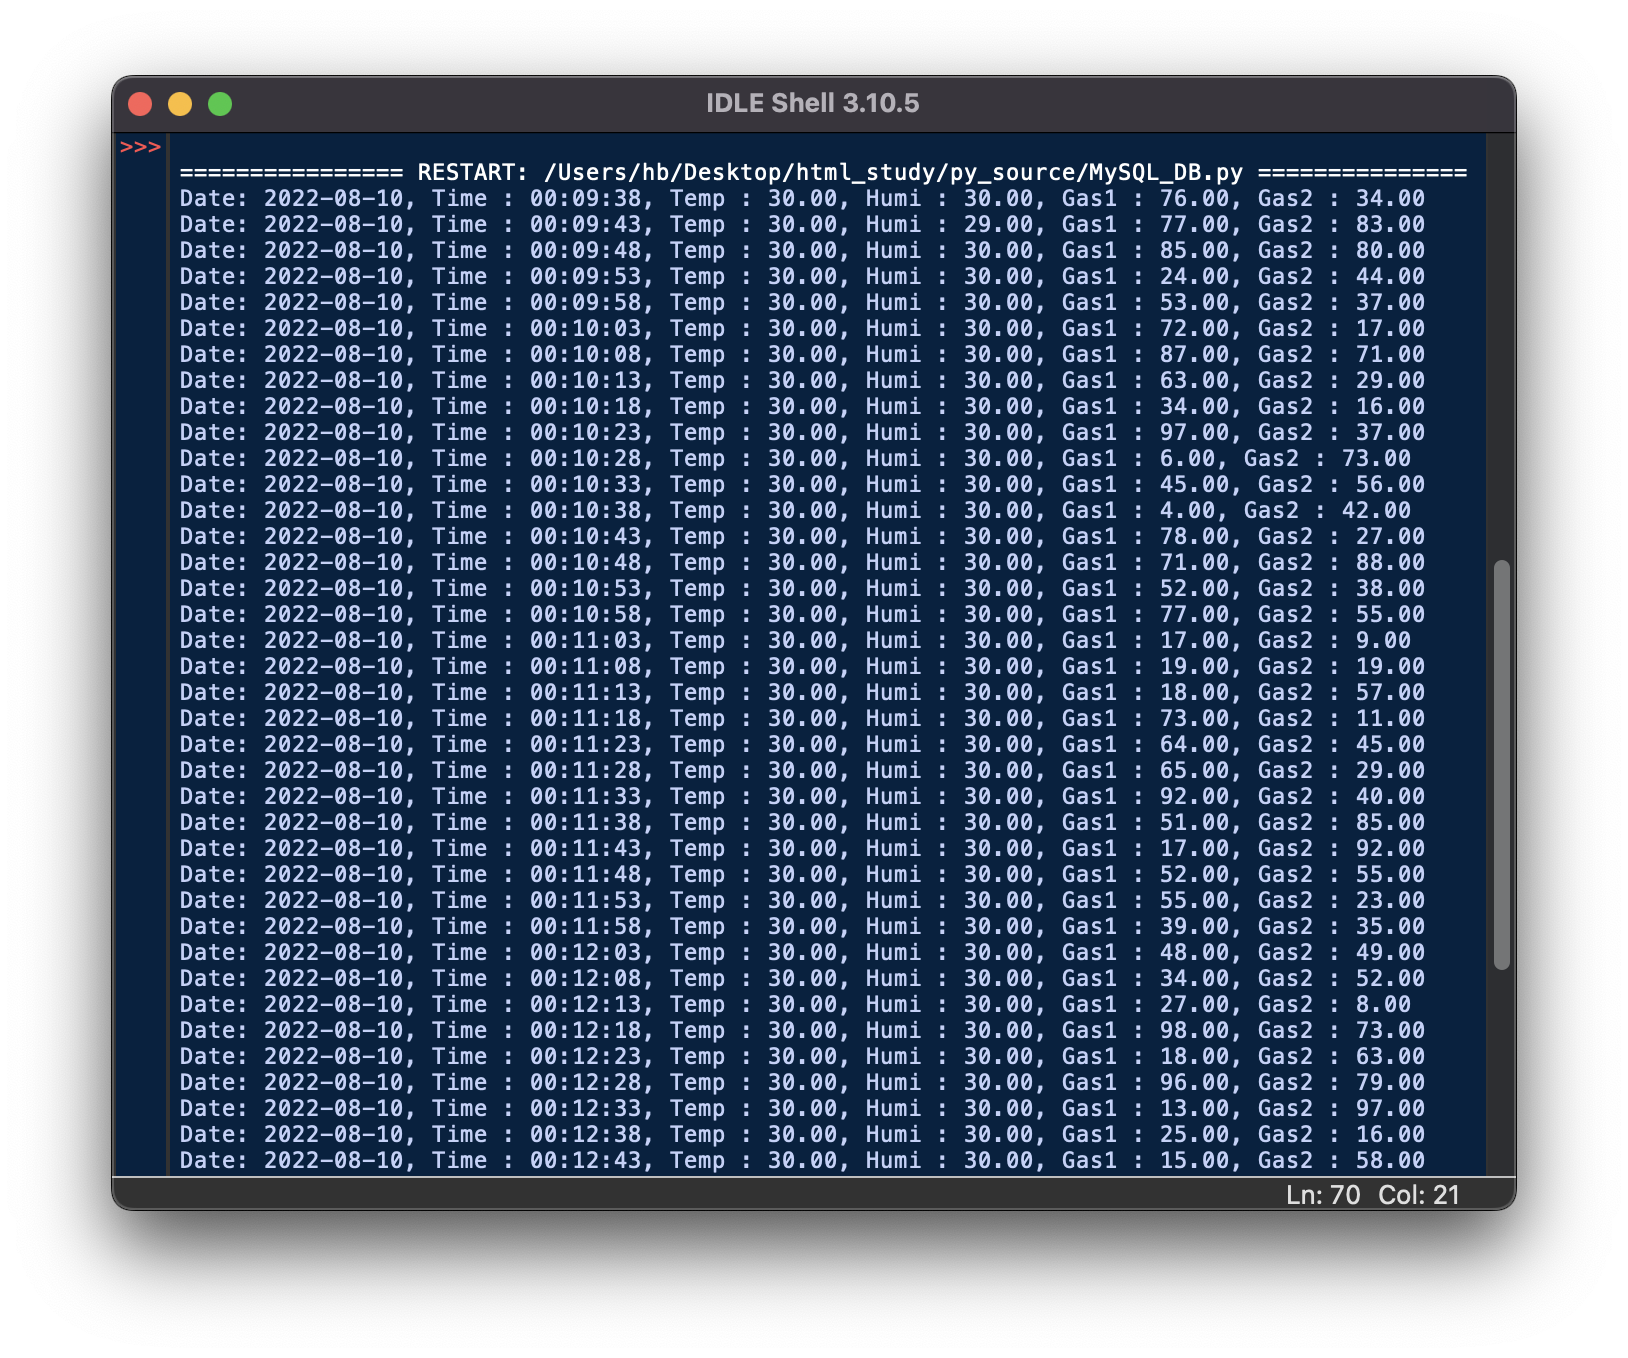 IDLE Shell 3.10.5
>>>
================ RESTART: /Users/hb/Desktop/html_study/py_source/MySQL_DB.py ===============
Date: 2022-08-10, Time : 00:09:38, Temp : 30.00, Humi : 30.00, Gas1 : 76.00, Gas2 : 34.00
Date: 2022-08-10, Time : 00:09:43, Temp : 30.00, Humi : 29.00, Gas1 : 77.00, Gas2 : 83.00
Date: 2022-08-10, Time : 00:09:48, Temp : 30.00, Humi : 30.00, Gas1 : 85.00, Gas2 : 80.00
Date: 2022-08-10, Time : 00:09:53, Temp : 30.00, Humi : 30.00, Gas1 : 24.00, Gas2 : 44.00
Date: 2022-08-10, Time : 00:09:58, Temp : 30.00, Humi : 30.00, Gas1 : 53.00, Gas2 : 37.00
Date: 2022-08-10, Time : 00:10:03, Temp : 30.00, Humi : 30.00, Gas1 : 72.00, Gas2 : 17.00
Date: 2022-08-10, Time : 00:10:08, Temp : 30.00, Humi : 30.00, Gas1 : 87.00, Gas2 : 71.00
Date: 2022-08-10, Time : 00:10:13, Temp : 30.00, Humi : 30.00, Gas1 : 63.00, Gas2 : 29.00
Date: 2022-08-10, Time : 00:10:18, Temp : 30.00, Humi : 30.00, Gas1 : 34.00, Gas2 : 16.00
Date: 2022-08-10, Time : 00:10:23, Temp : 30.00, Humi : 30.00, Gas1 : 97.00, Gas2 : 37.00
Date: 2022-08-10, Time : 00:10:28, Temp : 30.00, Humi : 30.00, Gas1 : 6.00, Gas2 : 73.00
Date: 2022-08-10, Time : 00:10:33, Temp : 30.00, Humi : 30.00, Gas1 : 45.00, Gas2 : 56.00
Date: 2022-08-10, Time : 00:10:38, Temp : 30.00, Humi : 30.00, Gas1 : 4.00, Gas2 : 42.00
Date: 2022-08-10, Time : 00:10:43, Temp : 30.00, Humi : 30.00, Gas1 : 78.00, Gas2 : 27.00
Date: 2022-08-10, Time : 00:10:48, Temp : 30.00, Humi : 30.00, Gas1 : 71.00, Gas2 : 88.00
Date: 2022-08-10, Time : 00:10:53, Temp : 30.00, Humi : 30.00, Gas1 : 52.00, Gas2 : 38.00
Date: 2022-08-10, Time : 00:10:58, Temp : 30.00, Humi : 30.00, Gas1 : 77.00, Gas2 : 55.00
Date: 2022-08-10, Time : 00:11:03, Temp : 30.00, Humi : 30.00, Gas1 : 17.00, Gas2 : 9.00
Date: 2022-08-10, Time : 00:11:08, Temp : 30.00, Humi : 30.00, Gas1 : 19.00, Gas2 : 19.00
Date: 2022-08-10, Time : 00:11:13, Temp : 30.00, Humi : 30.00, Gas1 : 18.00, Gas2 : 57.00
Date: 2022-08-10, Time : 00:11:18, Temp : 30.00, Humi : 30.00, Gas1 : 73.00, Gas2 : 11.00
Date: 2022-08-10, Time : 00:11:23, Temp : 30.00, Humi : 30.00, Gas1 : 64.00, Gas2 : 45.00
Date: 2022-08-10, Time : 00:11:28, Temp : 30.00, Humi : 30.00, Gas1 : 65.00, Gas2 : 29.00
Date: 2022-08-10, Time : 00:11:33, Temp : 30.00, Humi : 30.00, Gas1 : 92.00, Gas2 : 40.00
Date: 2022-08-10, Time : 00:11:38, Temp : 30.00, Humi : 30.00, Gas1 : 51.00, Gas2 : 85.00
Date: 2022-08-10, Time : 00:11:43, Temp : 30.00, Humi : 30.00, Gas1 : 17.00, Gas2 : 92.00
Date: 2022-08-10, Time : 00:11:48, Temp : 30.00, Humi : 30.00, Gas1 : 52.00, Gas2 : 55.00
Date: 2022-08-10, Time : 00:11:53, Temp : 30.00, Humi : 30.00, Gas1 : 55.00, Gas2 : 23.00
Date: 2022-08-10, Time : 00:11:58, Temp : 30.00, Humi : 30.00, Gas1 : 39.00, Gas2 : 35.00
Date: 2022-08-10, Time : 00:12:03, Temp : 30.00, Humi : 30.00, Gas1 : 48.00, Gas2 : 49.00
Date: 2022-08-10, Time : 00:12:08, Temp : 30.00, Humi : 30.00, Gas1 : 34.00, Gas2 : 52.00
Date: 2022-08-10, Time : 00:12:13, Temp : 30.00, Humi : 30.00, Gas1 : 27.00, Gas2 : 8.00
Date: 2022-08-10, Time : 00:12:18, Temp : 30.00, Humi : 30.00, Gas1 : 98.00, Gas2 : 73.00
Date: 2022-08-10, Time : 00:12:23, Temp : 30.00, Humi : 30.00, Gas1 : 18.00, Gas2 : 63.00
Date: 2022-08-10, Time : 00:12:28, Temp : 30.00, Humi : 30.00, Gas1 : 96.00, Gas2 : 79.00
Date: 2022-08-10, Time : 00:12:33, Temp : 30.00, Humi : 30.00, Gas1 : 13.00, Gas2 : 97.00
Date: 2022-08-10, Time : 00:12:38, Temp : 30.00, Humi : 30.00, Gas1 : 25.00, Gas2 : 16.00
Date: 2022-08-10, Time : 00:12:43, Temp : 30.00, Humi : 30.00, Gas1 : 15.00, Gas2 : 58.00
Ln: 70 Col: 21